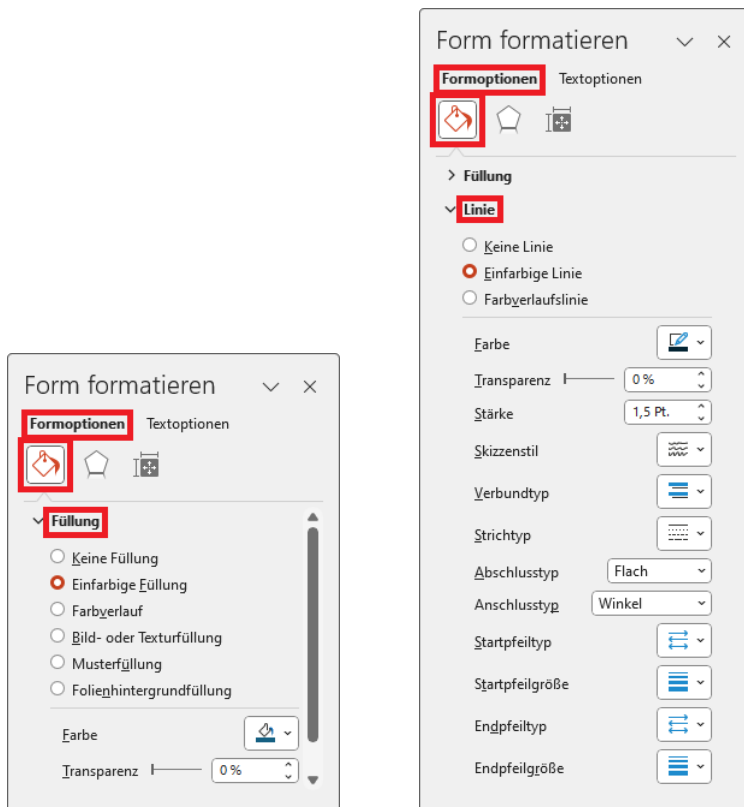 Form formatieren
Formoptionen Textoptionen
Füllung
Keine Füllung
Einfarbige Füllung
Farbverlauf
Bild- oder Texturfüllung
Musterfüllung
Folienhintergrundfüllung
Farbe
Transparenz 0 %
Form formatieren
Formoptionen Textoptionen
Füllung
Linie
Keine Linie
Einfarbige Linie
Farbverlaufslinie
Farbe
Transparenz 0 %
Stärke 1,5 Pt.
Skizzenstil
Verbundtyp
Strichtyp
Abschlusstyp Flach
Anschlusstyp Winkel
Startpfeiltyp
Startpfeilgröße
Endpfeiltyp
Endpfeilgröße